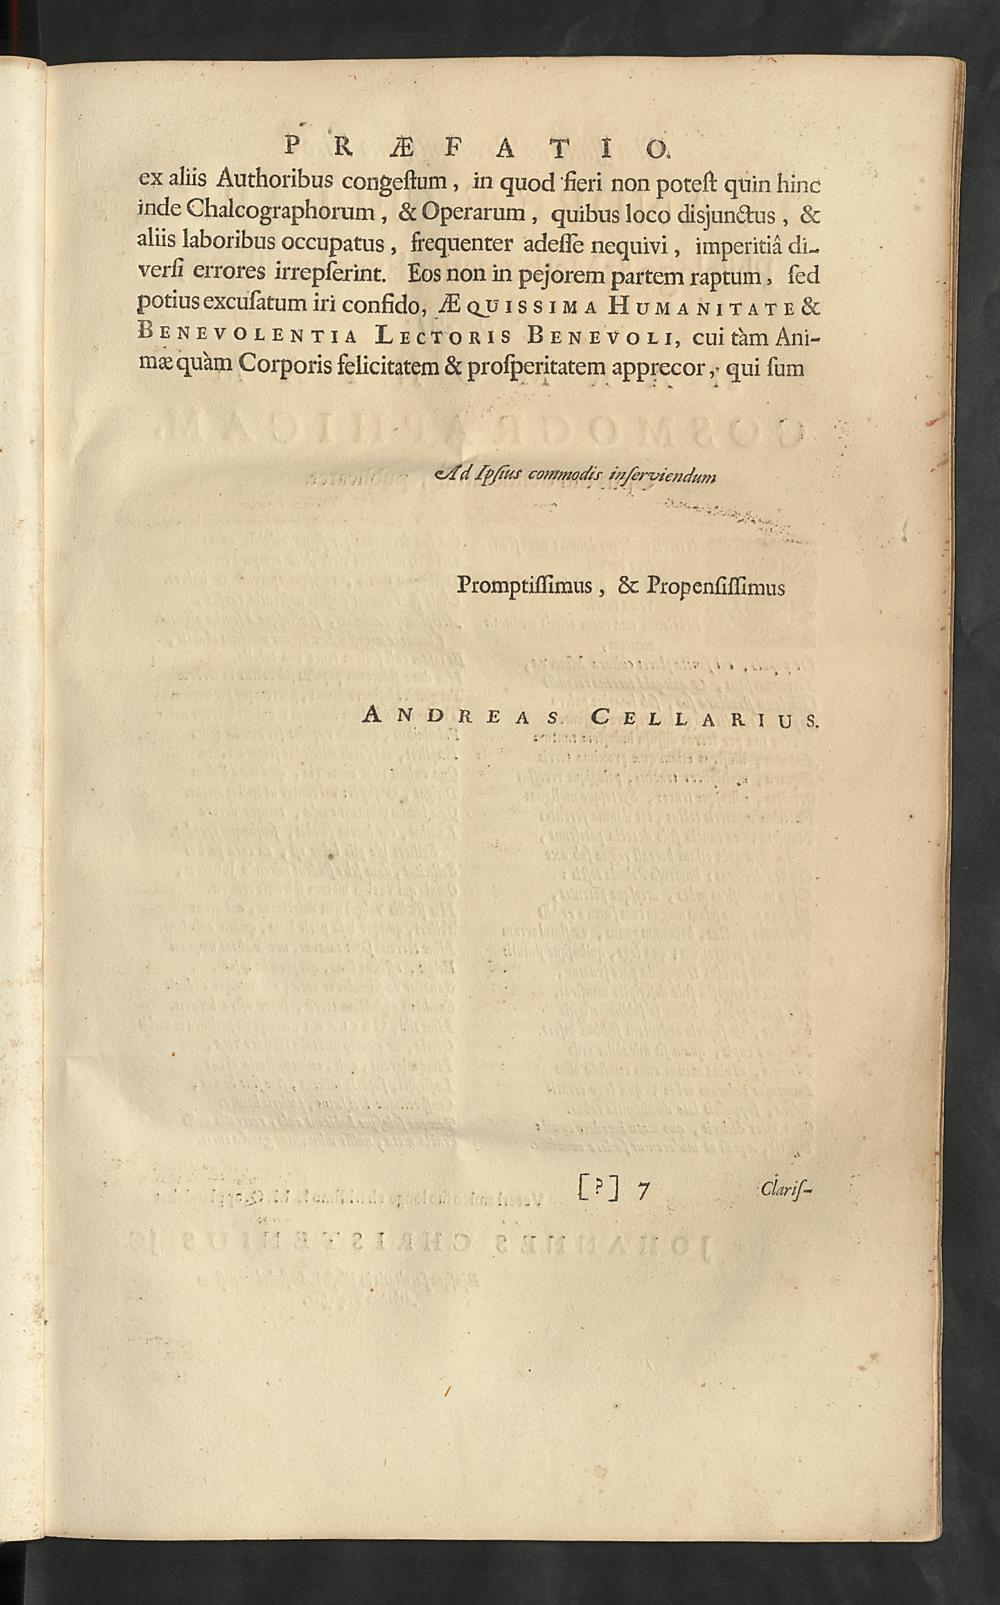 PRÆFATIO.
ex aliis Authoribus congeſtum, in quod fieri non poteſt quin hinc
inde Chalcographorum, & Operarum, quibus loco disjunctus, &
aliis laboribus occupatus, frequenter adeſſe nequivi, imperitiâ di-
verſi errores irrepſerint. Eos non in pejorem partem raptum, ſed
potius excuſatum iri confido, ÆQUISSIMA HUMANITATE &
BENEVOLENTIA LECTORIS BENEVOLI, cui tàm Ani-
mæ quàm Corporis felicitatem & proſperitatem apprecor, qui ſum
Ad Ipſius commodis inſerviendum
Promptiſſimus, & Propenſiſſimus
ANDREAS CELLARIUS.
[?] 7 Clariſ-